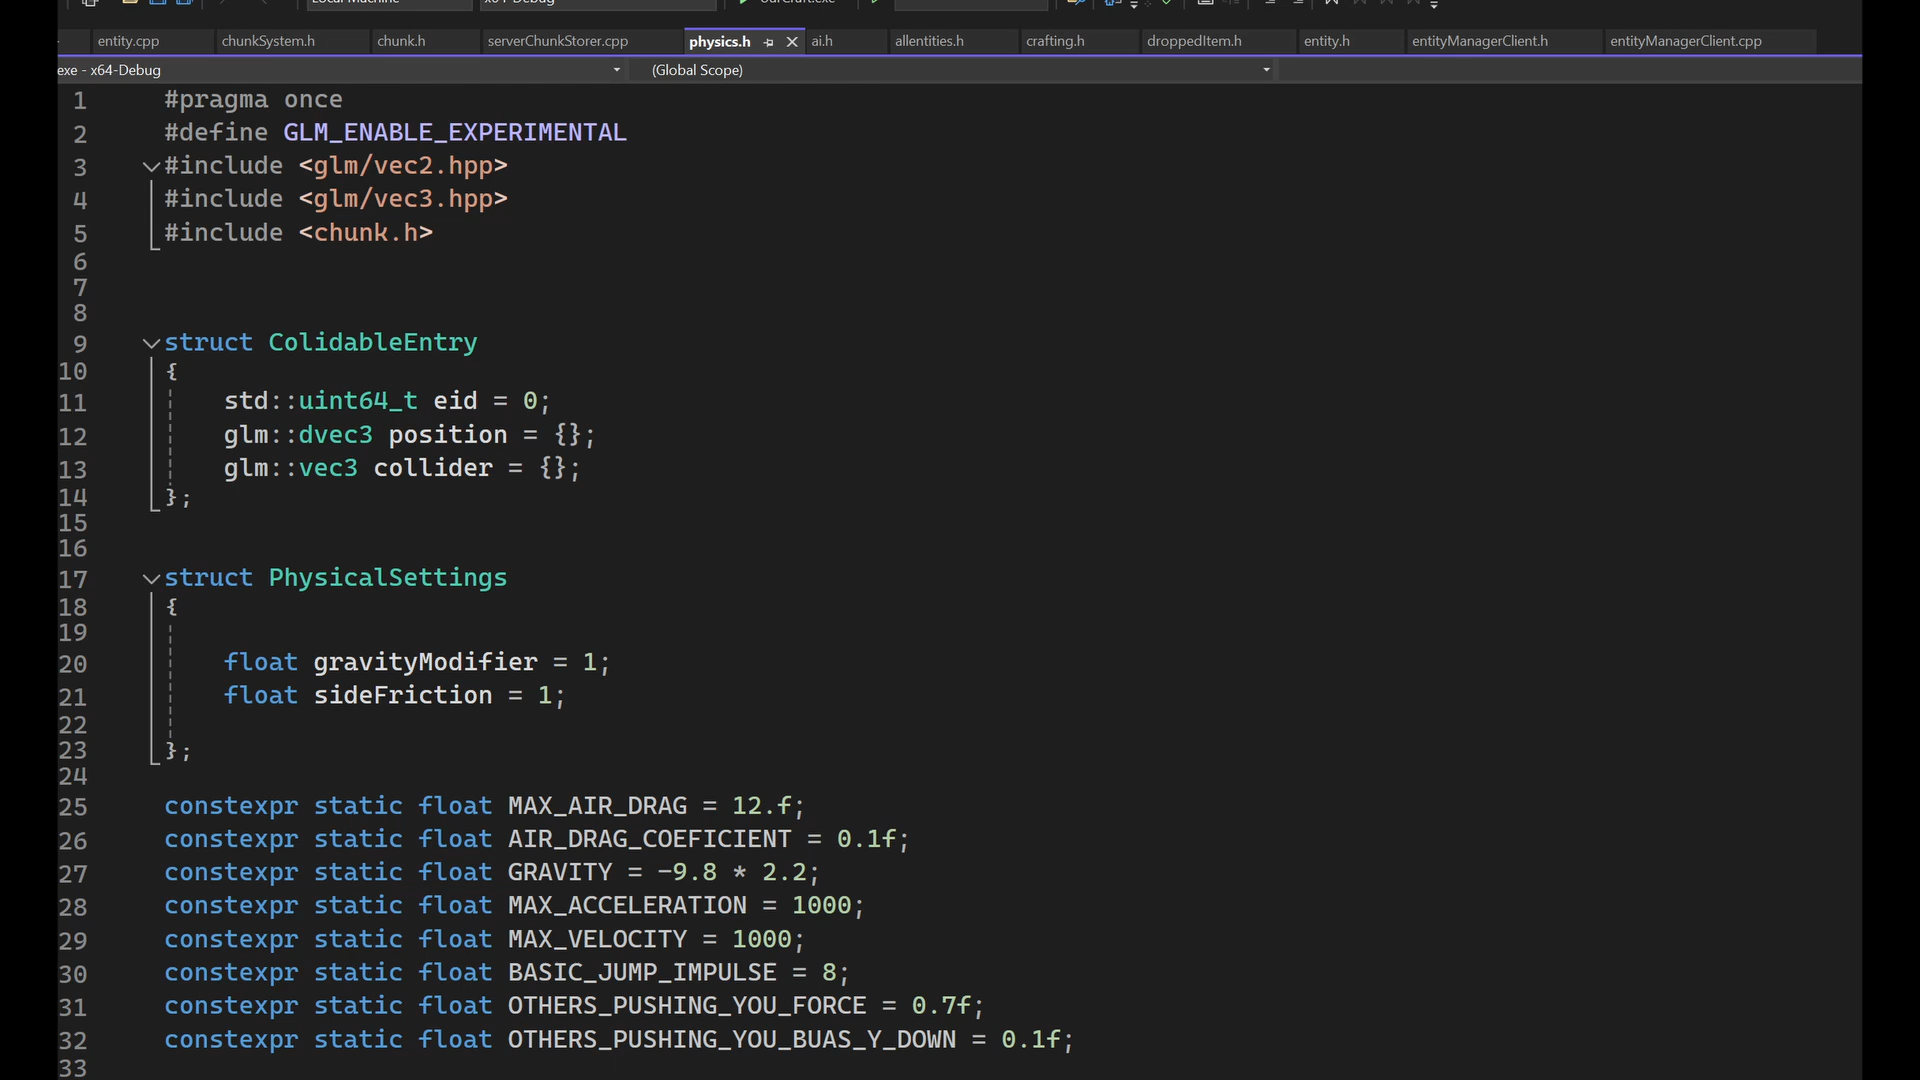 entity.cpp chunkSystem.h chunk.h serverChunkStorer.cpp physics.h ai.h allentities.h crafting.h droppedItem.h entity.h entityManagerClient.h entityManagerClient.cpp
exe - x64-Debug (Global Scope)
1 #pragma once
2 #define GLM_ENABLE_EXPERIMENTAL
3 #include <glm/vec2.hpp>
4 #include <glm/vec3.hpp>
5 #include <chunk.h>
6
7
8
9 struct ColidableEntry
10 {
11 std::uint64_t eid = 0;
12 glm::dvec3 position = {};
13 glm::vec3 collider = {};
14 };
15
16
17 struct PhysicalSettings
18 {
19
20 float gravityModifier = 1;
21 float sideFriction = 1;
22
23 };
24
25 constexpr static float MAX_AIR_DRAG = 12.f;
26 constexpr static float AIR_DRAG_COEFICIENT = 0.1f;
27 constexpr static float GRAVITY = -9.8 * 2.2;
28 constexpr static float MAX_ACCELERATION = 1000;
29 constexpr static float MAX_VELOCITY = 1000;
30 constexpr static float BASIC_JUMP_IMPULSE = 8;
31 constexpr static float OTHERS_PUSHING_YOU_FORCE = 0.7f;
32 constexpr static float OTHERS_PUSHING_YOU_BUAS_Y_DOWN = 0.1f;
33